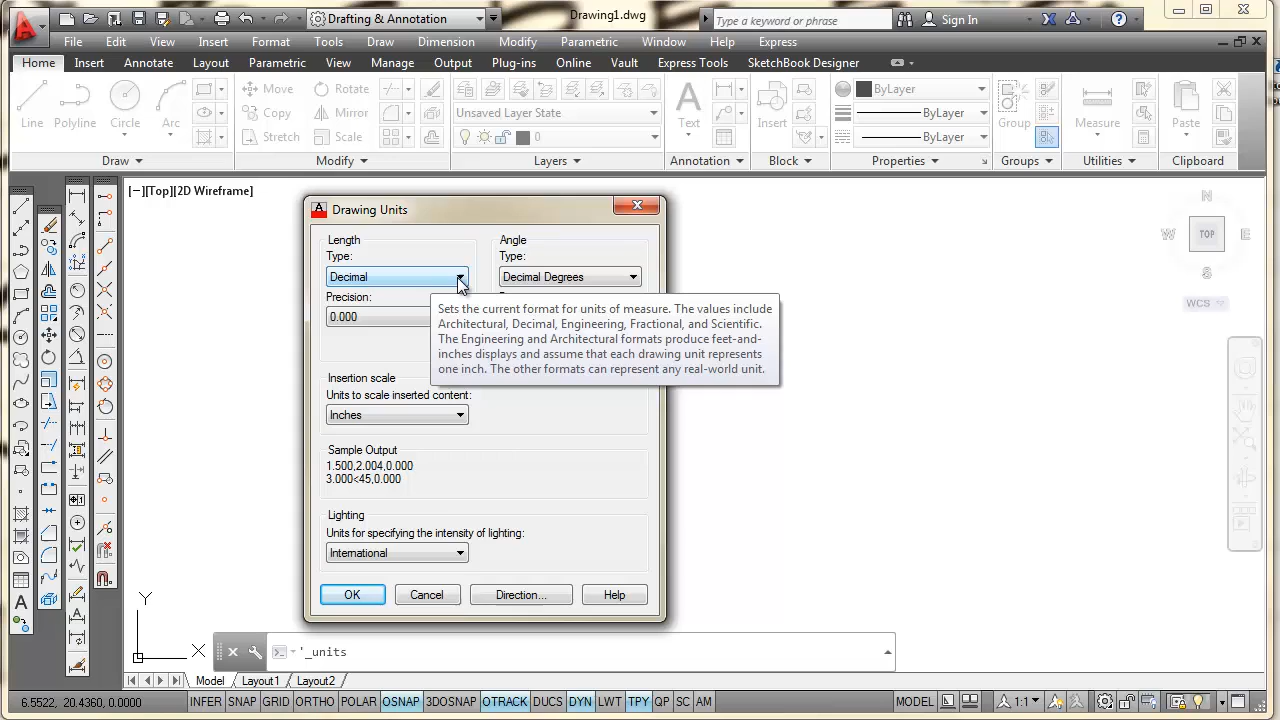 Drafting & Annotation
Drawing1.dwg
Type a keyword or phrase
Sign In
File Edit View Insert Format Tools Draw Dimension Modify Parametric Window Help Express
Home Insert Annotate Layout Parametric View Manage Output Plug-ins Online Vault Express Tools SketchBook Designer
Line
Polyline
Circle
Arc
Draw
Move
Rotate
Copy
Stretch
Scale
Modify
Unsaved Layer State
0
Layers
Text
Annotation
Insert
Block
ByLayer
ByLayer
ByLayer
Properties
Group
Groups
Measure
Utilities
Paste
Clipboard
[−][Top][2D Wireframe]
N
W
TOP
E
S
WCS
Drawing Units
Length
Type:
Decimal
Precision:
0.000
Angle
Type:
Decimal Degrees
Sets the current format for units of measure. The values include
Architectural, Decimal, Engineering, Fractional, and Scientific.
The Engineering and Architectural formats produce feet-and-
inches displays and assume that each drawing unit represents
one inch. The other formats can represent any real-world unit.
Insertion scale
Units to scale inserted content:
Inches
Sample Output
1.500,2.004,0.000
3.000<45,0.000
Lighting
Units for specifying the intensity of lighting:
International
OK
Cancel
Direction...
Help
Y
X
'_units
Model
Layout1
Layout2
6.5522, 20.4360, 0.0000
INFER SNAP GRID ORTHO POLAR OSNAP 3DOSNAP OTRACK DUCS DYN LWT TPY QP SC AM
MODEL
1:1